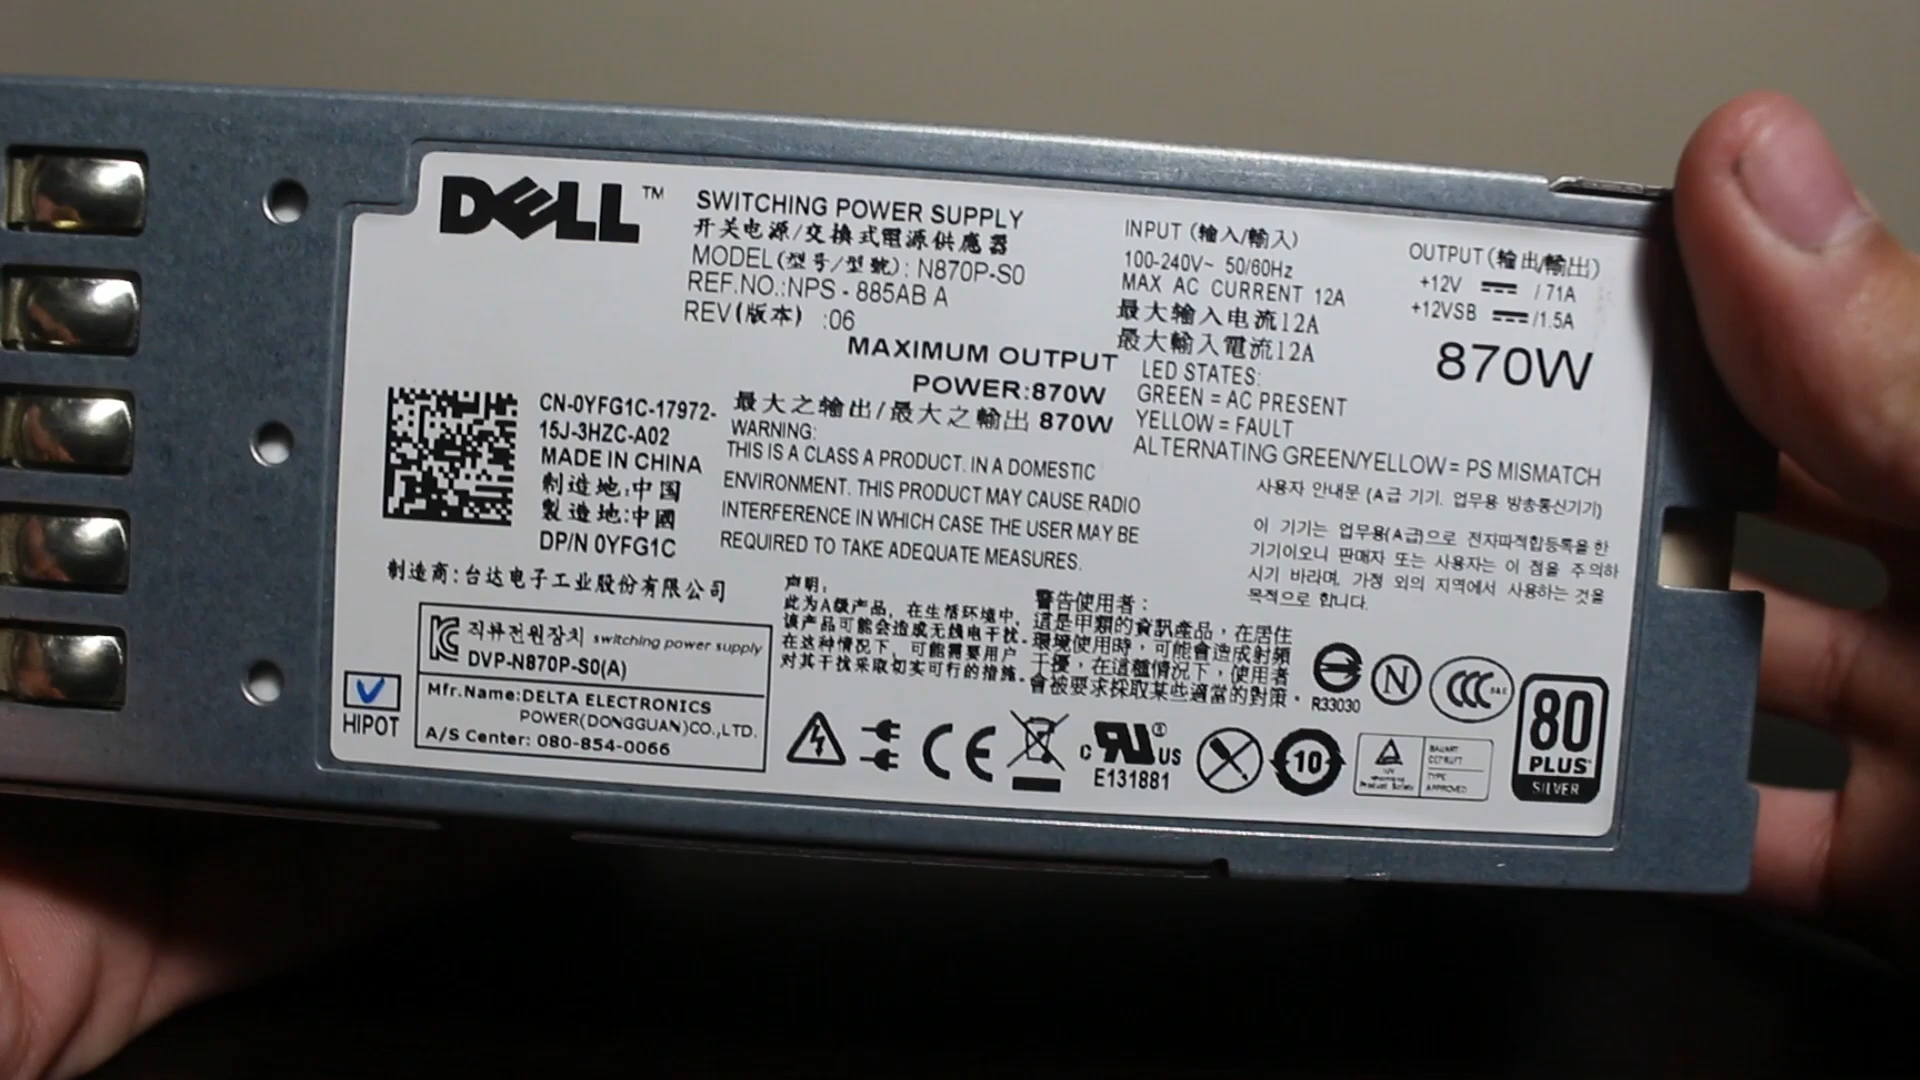 DELL™
SWITCHING POWER SUPPLY
开关电源/交換式電源供應器
MODEL(型号/型號): N870P-S0
REF.NO.:NPS - 885AB A
REV(版本) :06
MAXIMUM OUTPUT
POWER:870W
最大之输出/最大之輸出 870W
INPUT (输入/輸入)
100-240V~ 50/60Hz
MAX AC CURRENT 12A
最大输入电流12A
最大輸入電流12A
OUTPUT (输出/輸出)
+12V ⎓ / 71A
+12VSB ⎓ /1.5A
870W
LED STATES:
GREEN = AC PRESENT
YELLOW = FAULT
ALTERNATING GREEN/YELLOW = PS MISMATCH
CN-0YFG1C-17972-
15J-3HZC-A02
MADE IN CHINA
制造地:中国
製造地:中國
DP/N 0YFG1C
制造商:台达电子工业股份有限公司
WARNING:
THIS IS A CLASS A PRODUCT. IN A DOMESTIC
ENVIRONMENT. THIS PRODUCT MAY CAUSE RADIO
INTERFERENCE IN WHICH CASE THE USER MAY BE
REQUIRED TO TAKE ADEQUATE MEASURES.
사용자 안내문 (A급 기기. 업무용 방송통신기기)
이 기기는 업무용(A급)으로 전자파적합등록을 한
기기이오니 판매자 또는 사용자는 이 점을 주의하
시기 바라며, 가정 외의 지역에서 사용하는 것을
목적으로 합니다.
声明,
此为A级产品, 在生活环境中,
该产品可能会造成无线电干扰.
在这种情况下, 可能需要用户
对其干扰采取切实可行的措施.
警告使用者:
這是甲類的資訊產品,在居住
環境使用時,可能會造成射頻
干擾,在這種情況下,使用者
會被要求採取某些適當的對策。
직류전원장치 switching power supply
DVP-N870P-S0(A)
Mfr.Name:DELTA ELECTRONICS
POWER(DONGGUAN)CO.,LTD.
A/S Center: 080-854-0066
HIPOT
CE
c RU® US
E131881
10
R33030
N
CCC S&E
BAUART
GEPRUFT
TYPE
APPROVED
TUV
Product Safety
80
PLUS
SILVER